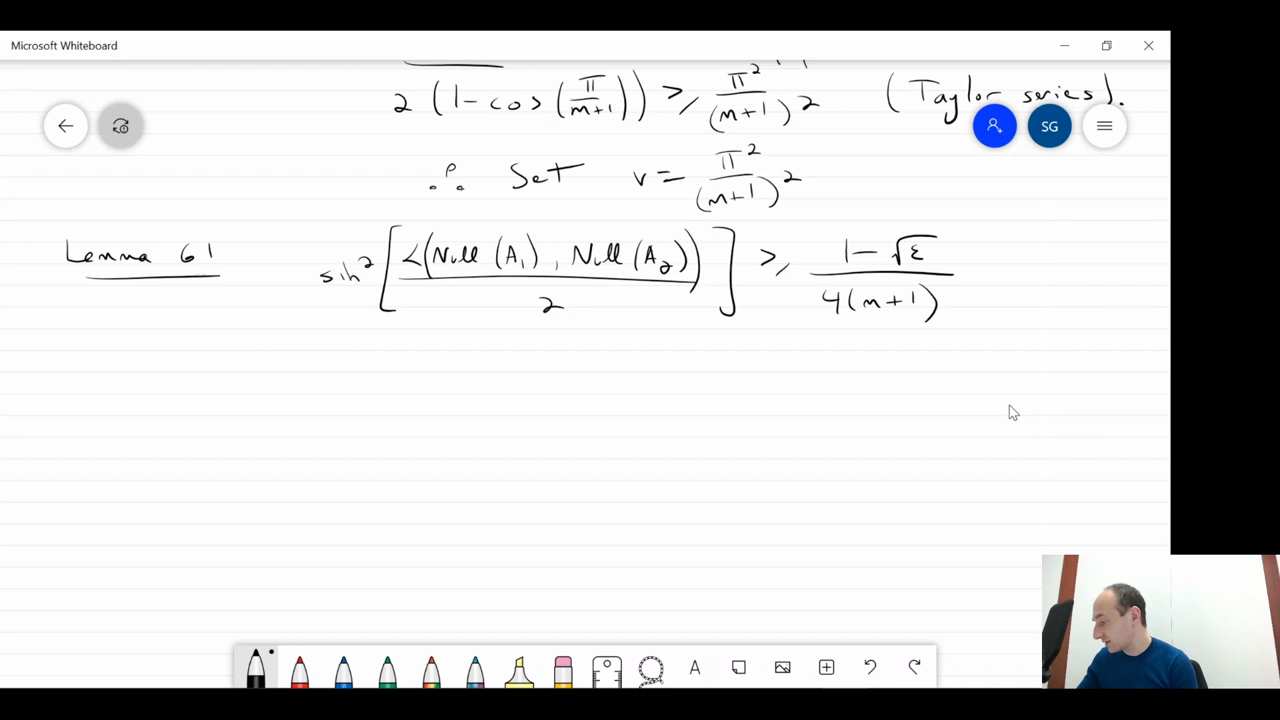 Microsoft Whiteboard
2 (1-cos(π/(m+1))) ≥ π²/(m+1)² (Taylor series).
∴ Set v = π²/(m+1)²
Lemma 61 sin²[∠(Null(A₁), Null(A₂))/2] ≥ (1-√ε)/(4(m+1))
SG
A